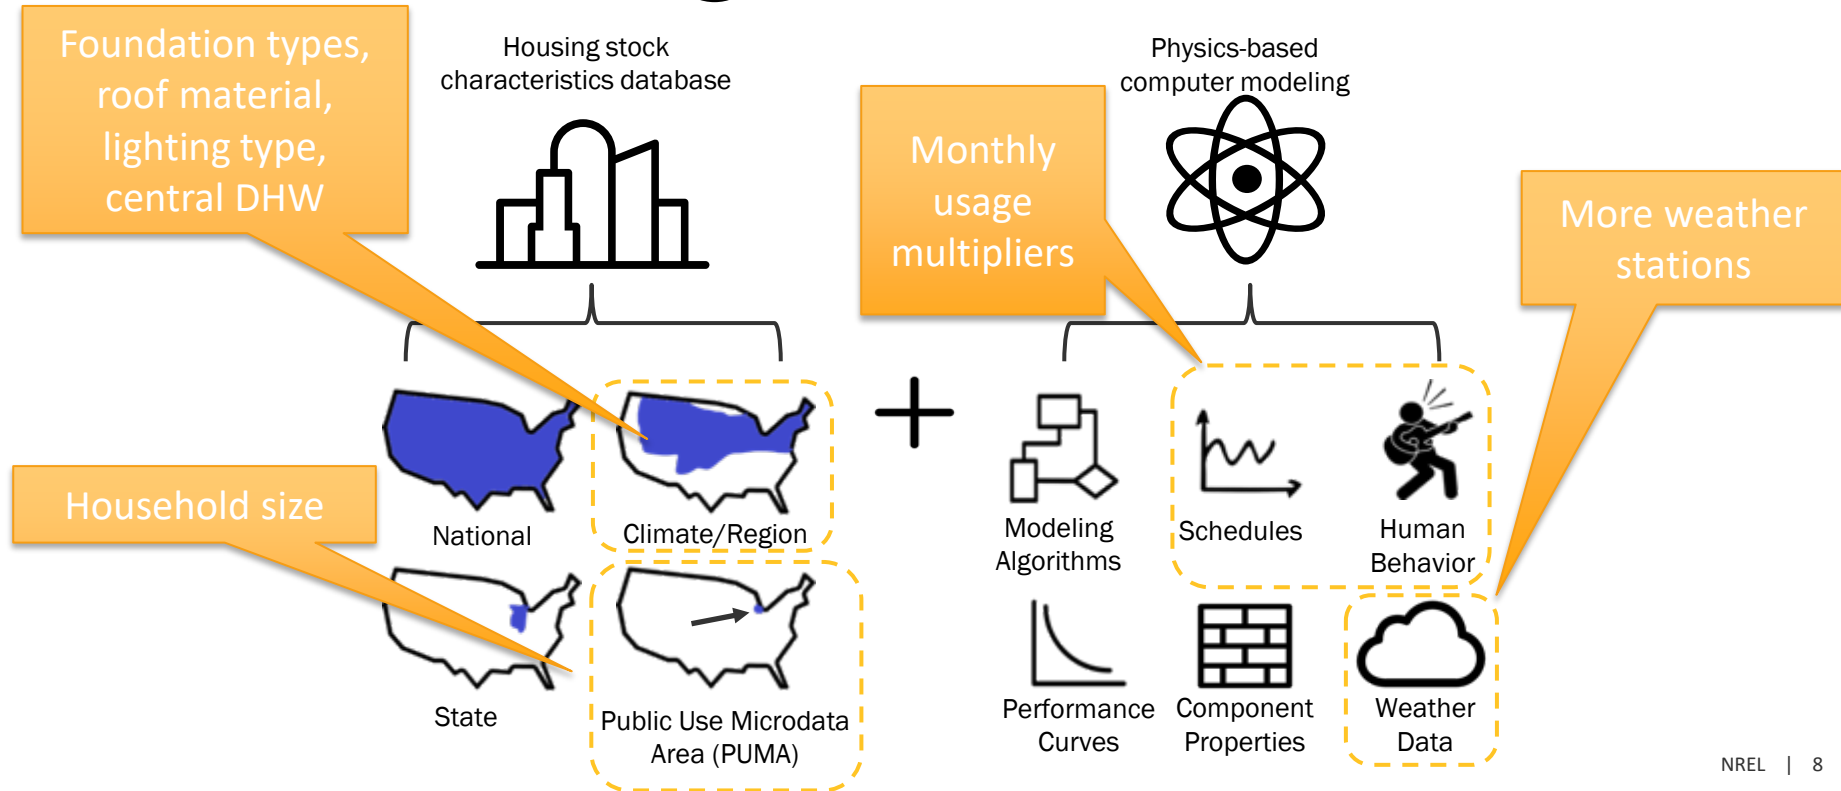 Foundation types,
roof material,
lighting type,
central DHW
Housing stock
characteristics database
Physics-based
computer modeling
Monthly
usage
multipliers
More weather
stations
Household size
National
Climate/Region
Modeling
Algorithms
Schedules
Human
Behavior
State
Public Use Microdata
Area (PUMA)
Performance
Curves
Component
Properties
Weather
Data
NREL | 8